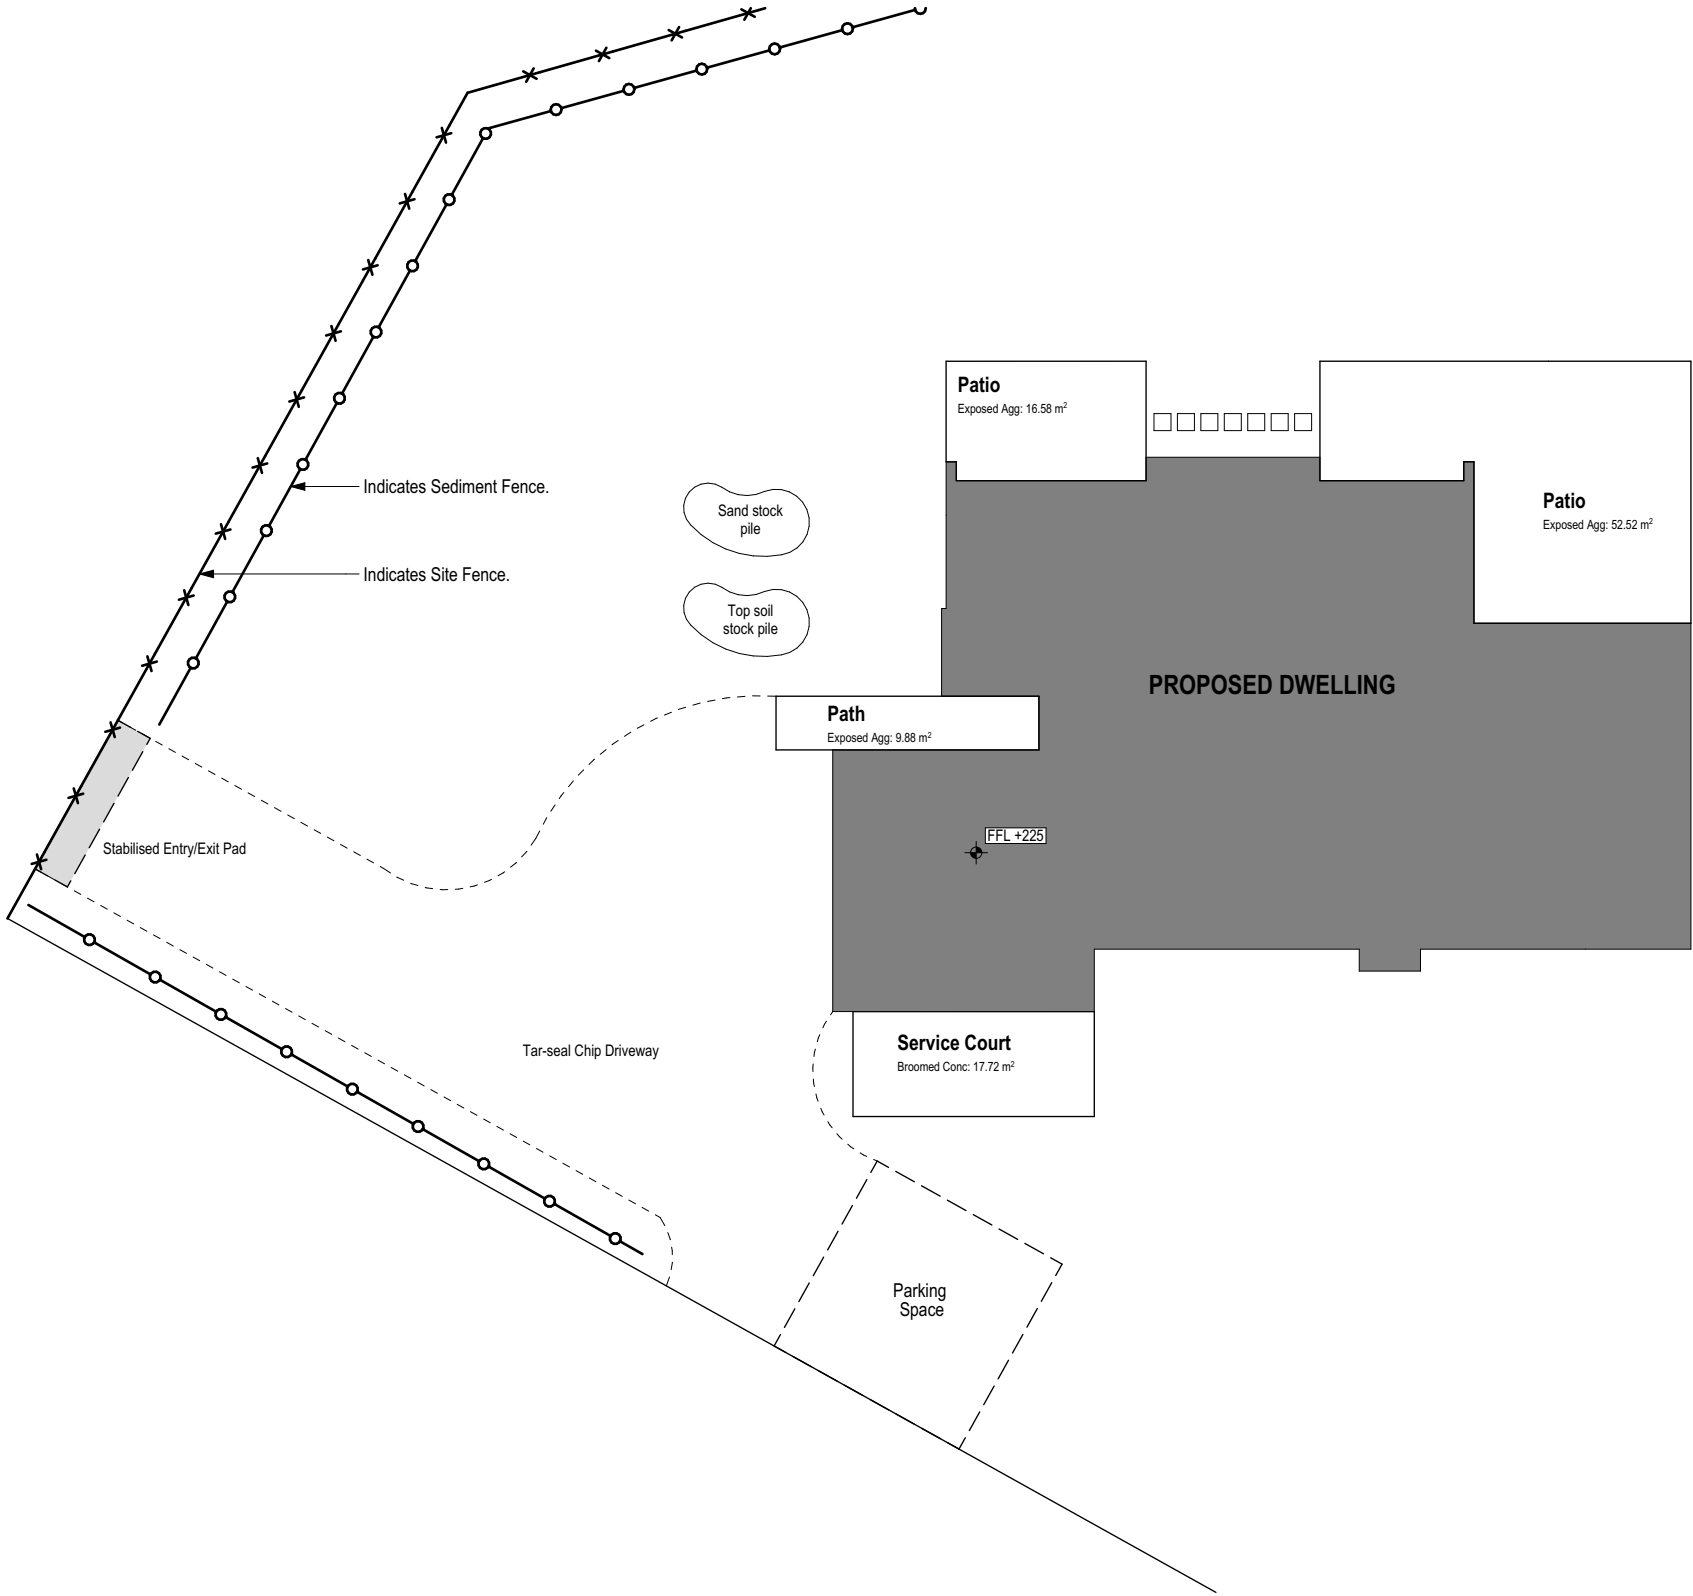 Patio
Exposed Agg: 16.58 m²
Indicates Sediment Fence.
Sand stock
pile
Patio
Exposed Agg: 52.52 m²
Indicates Site Fence.
Top soil
stock pile
PROPOSED DWELLING
Path
Exposed Agg: 9.88 m²
FFL +225
Stabilised Entry/Exit Pad
Tar-seal Chip Driveway
Service Court
Broomed Conc: 17.72 m²
Parking
Space